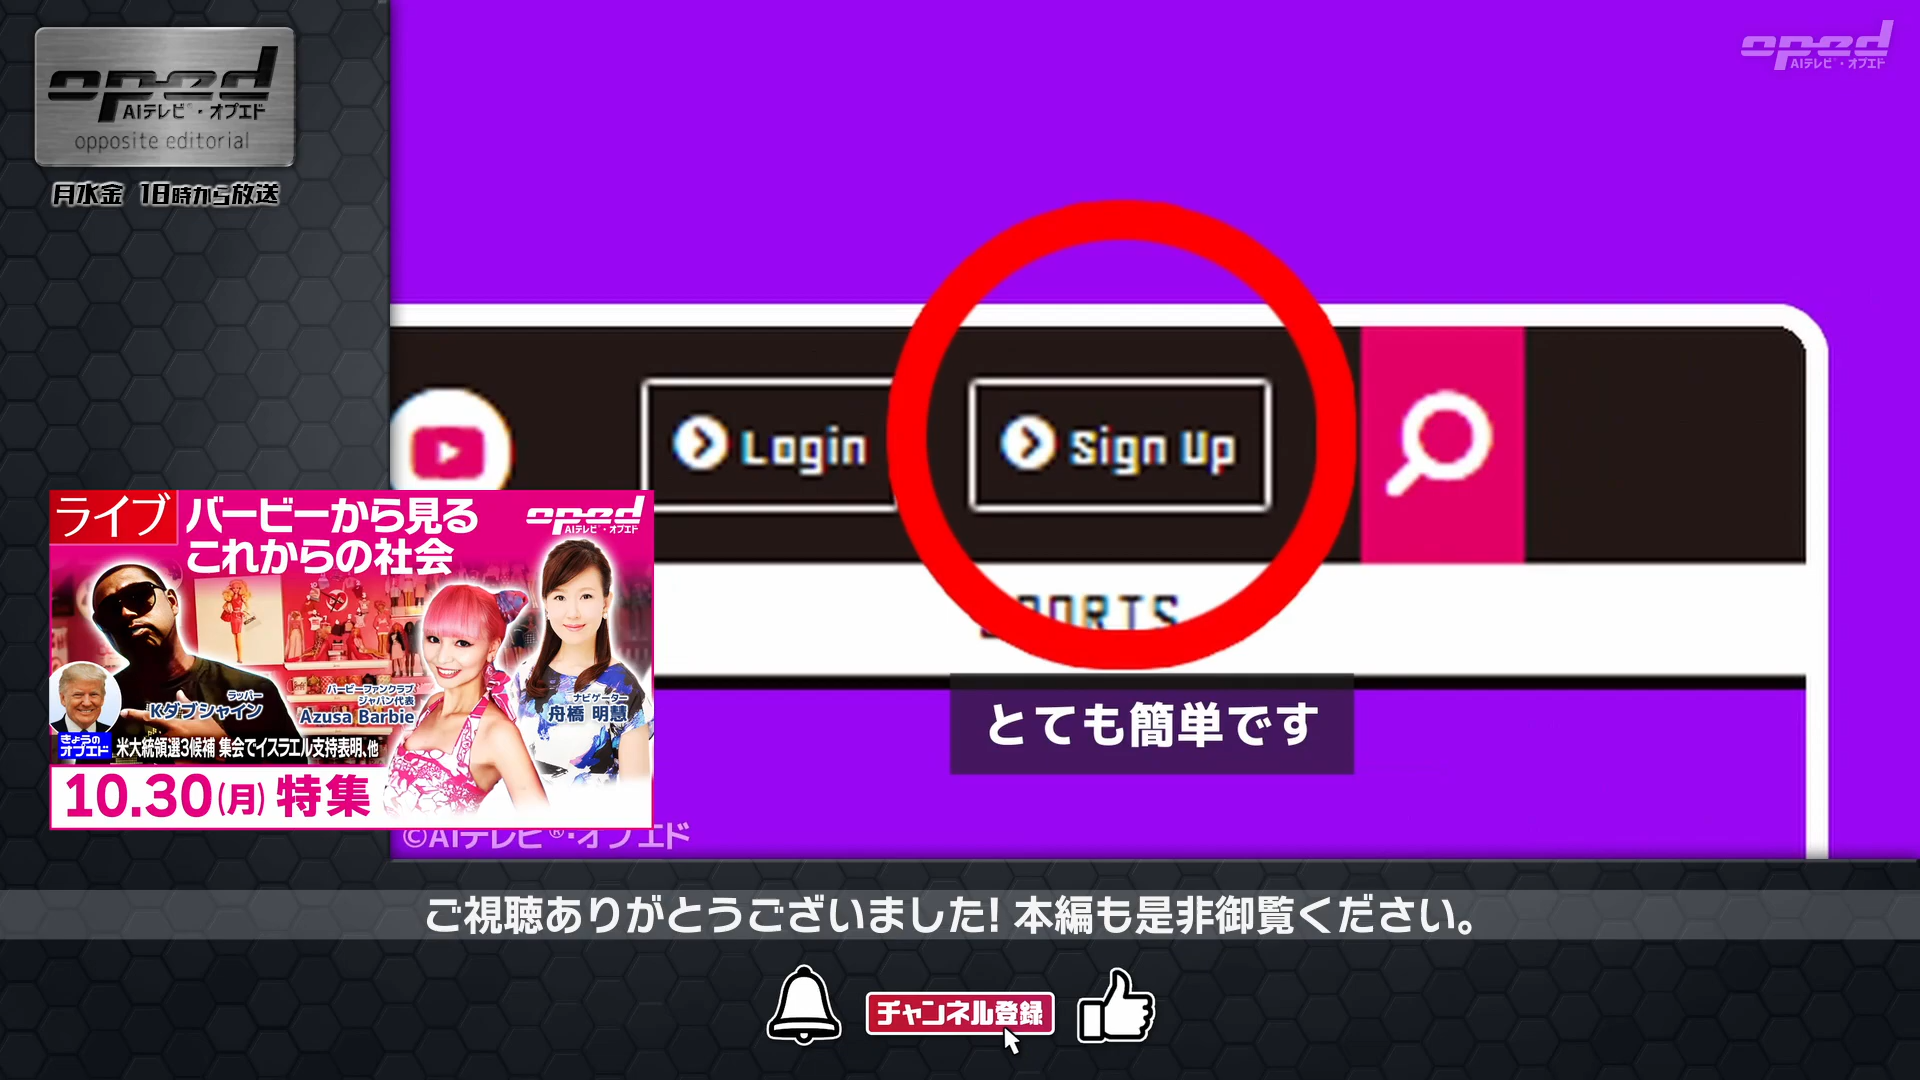 oped
AIテレビ®・オプエド
opposite editorial
月水金 18時から放送
oped
AIテレビ®・オプエド
Login
Sign Up
SPORTS
とても簡単です
ライブ
バービーから見る
これからの社会
oped
AIテレビ®・オプエド
ラッパー
Kダブシャイン
バービーファンクラブ
ジャパン代表
Azusa Barbie
ナビゲーター
舟橋 明慧
きょうの
オプエド
米大統領選3候補 集会でイスラエル支持表明、他
10.30(月) 特集
©AIテレビ®・オプエド
ご視聴ありがとうございました! 本編も是非御覧ください。
チャンネル登録